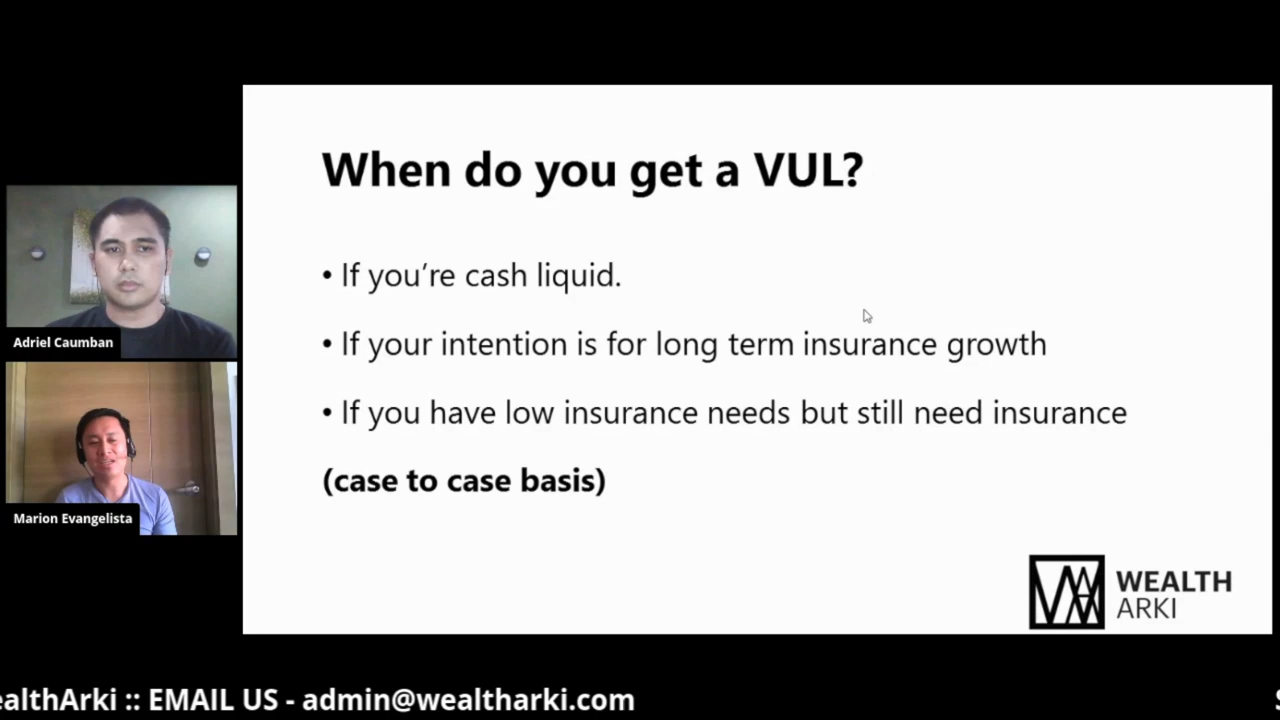 When do you get a VUL?
• If you’re cash liquid.
• If your intention is for long term insurance growth
• If you have low insurance needs but still need insurance
(case to case basis)
Adriel Caumban
Marion Evangelista
WEALTH
ARKI
ealthArki :: EMAIL US - admin@wealtharki.com